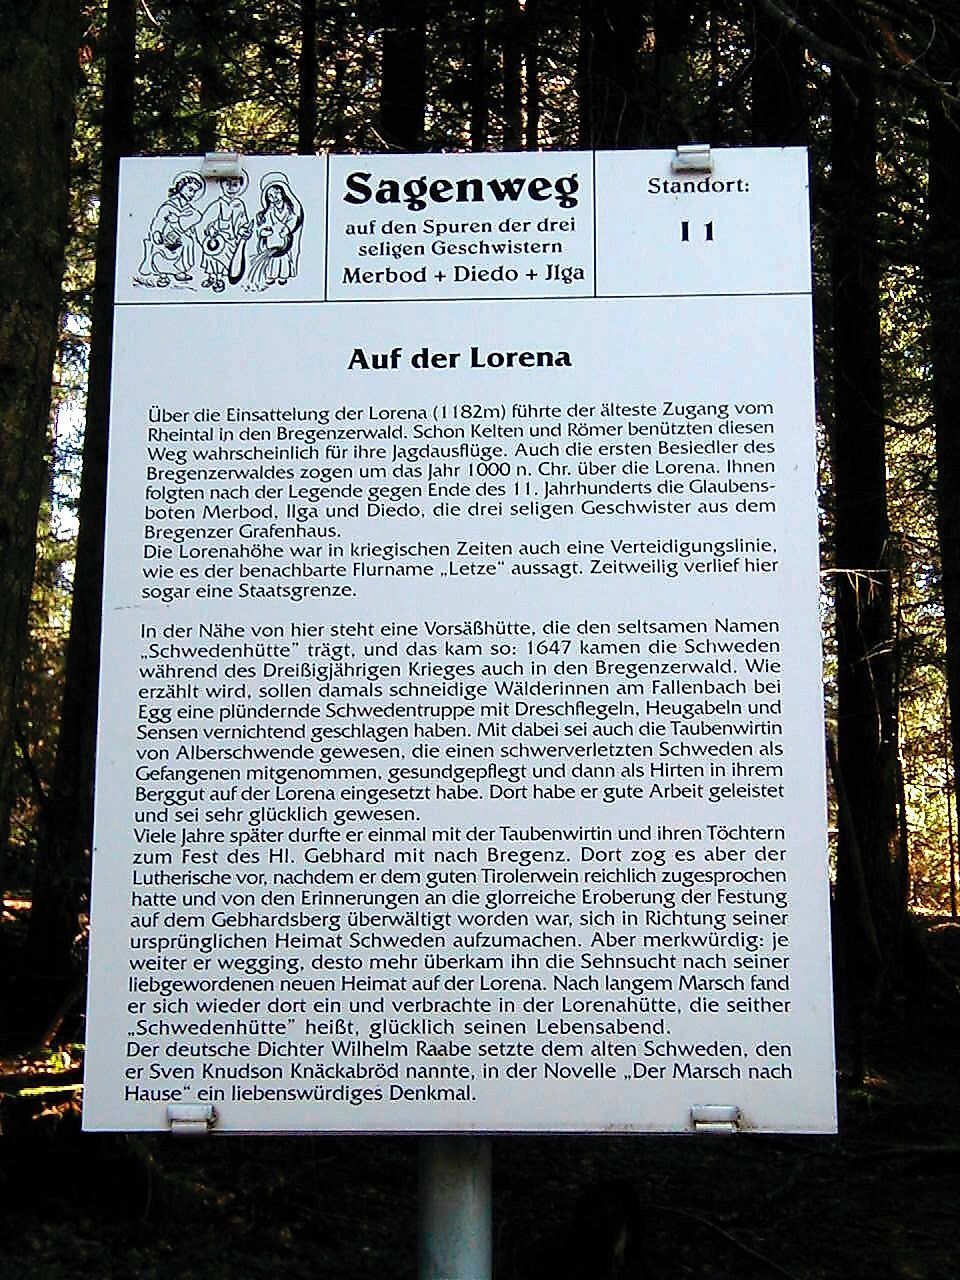 Sagenweg
auf den Spuren der drei
seligen Geschwistern
Merbod + Diedo + Ilga
Standort:
I 1
Auf der Lorena
Über die Einsattelung der Lorena (1182m) führte der älteste Zugang vom
Rheintal in den Bregenzerwald. Schon Kelten und Römer benützten diesen
Weg wahrscheinlich für ihre Jagdausflüge. Auch die ersten Besiedler des
Bregenzerwaldes zogen um das Jahr 1000 n. Chr. über die Lorena. Ihnen
folgten nach der Legende gegen Ende des 11. Jahrhunderts die Glaubens-
boten Merbod, Ilga und Diedo, die drei seligen Geschwister aus dem
Bregenzer Grafenhaus.
Die Lorenahöhe war in kriegischen Zeiten auch eine Verteidigungslinie,
wie es der benachbarte Flurname „Letze" aussagt. Zeitweilig verlief hier
sogar eine Staatsgrenze.
In der Nähe von hier steht eine Vorsäßhütte, die den seltsamen Namen
„Schwedenhütte" trägt, und das kam so: 1647 kamen die Schweden
während des Dreißigjährigen Krieges auch in den Bregenzerwald. Wie
erzählt wird, sollen damals schneidige Wälderinnen am Fallenbach bei
Egg eine plündernde Schwedentruppe mit Dreschflegeln, Heugabeln und
Sensen vernichtend geschlagen haben. Mit dabei sei auch die Taubenwirtin
von Alberschwende gewesen, die einen schwerverletzten Schweden als
Gefangenen mitgenommen, gesundgepflegt und dann als Hirten in ihrem
Berggut auf der Lorena eingesetzt habe. Dort habe er gute Arbeit geleistet
und sei sehr glücklich gewesen.
Viele Jahre später durfte er einmal mit der Taubenwirtin und ihren Töchtern
zum Fest des Hl. Gebhard mit nach Bregenz. Dort zog es aber der
Lutherische vor, nachdem er dem guten Tirolerwein reichlich zugesprochen
hatte und von den Erinnerungen an die glorreiche Eroberung der Festung
auf dem Gebhardsberg überwältigt worden war, sich in Richtung seiner
ursprünglichen Heimat Schweden aufzumachen. Aber merkwürdig: je
weiter er wegging, desto mehr überkam ihn die Sehnsucht nach seiner
liebgewordenen neuen Heimat auf der Lorena. Nach langem Marsch fand
er sich wieder dort ein und verbrachte in der Lorenahütte, die seither
„Schwedenhütte" heißt, glücklich seinen Lebensabend.
Der deutsche Dichter Wilhelm Raabe setzte dem alten Schweden, den
er Sven Knudson Knäckabröd nannte, in der Novelle „Der Marsch nach
Hause" ein liebenswürdiges Denkmal.